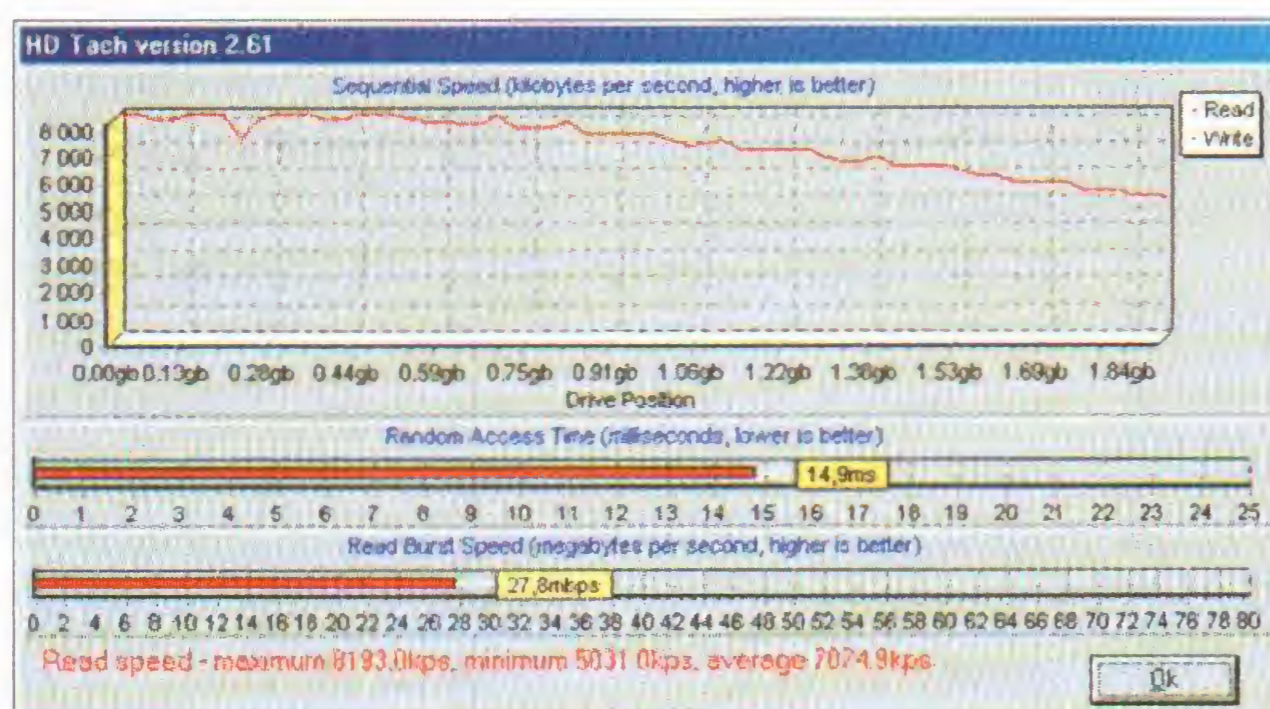 HD Tach version 2.61
Sequential Speed (kilobytes per second, higher is better)
8 000
7 000
6 000
5 000
4 000
3 000
2 000
1 000
0
Read
Write
0.00gb 0.13gb 0.28gb 0.44gb 0.59gb 0.75gb 0.91gb 1.06gb 1.22gb 1.38gb 1.53gb 1.69gb 1.84gb
Drive Position
Random Access Time (milliseconds, lower is better)
14,9ms
0 1 2 3 4 5 6 7 8 9 10 11 12 13 14 15 16 17 18 19 20 21 22 23 24 25
Read Burst Speed (megabytes per second, higher is better)
27,8mbps
0 2 4 6 8 10 12 14 16 18 20 22 24 26 28 30 32 34 36 38 40 42 44 46 48 50 52 54 56 58 60 62 64 66 68 70 72 74 76 78 80
Read speed - maximum 8193.0kps, minimum 5031.0kps, average 7074.9kps
Ok